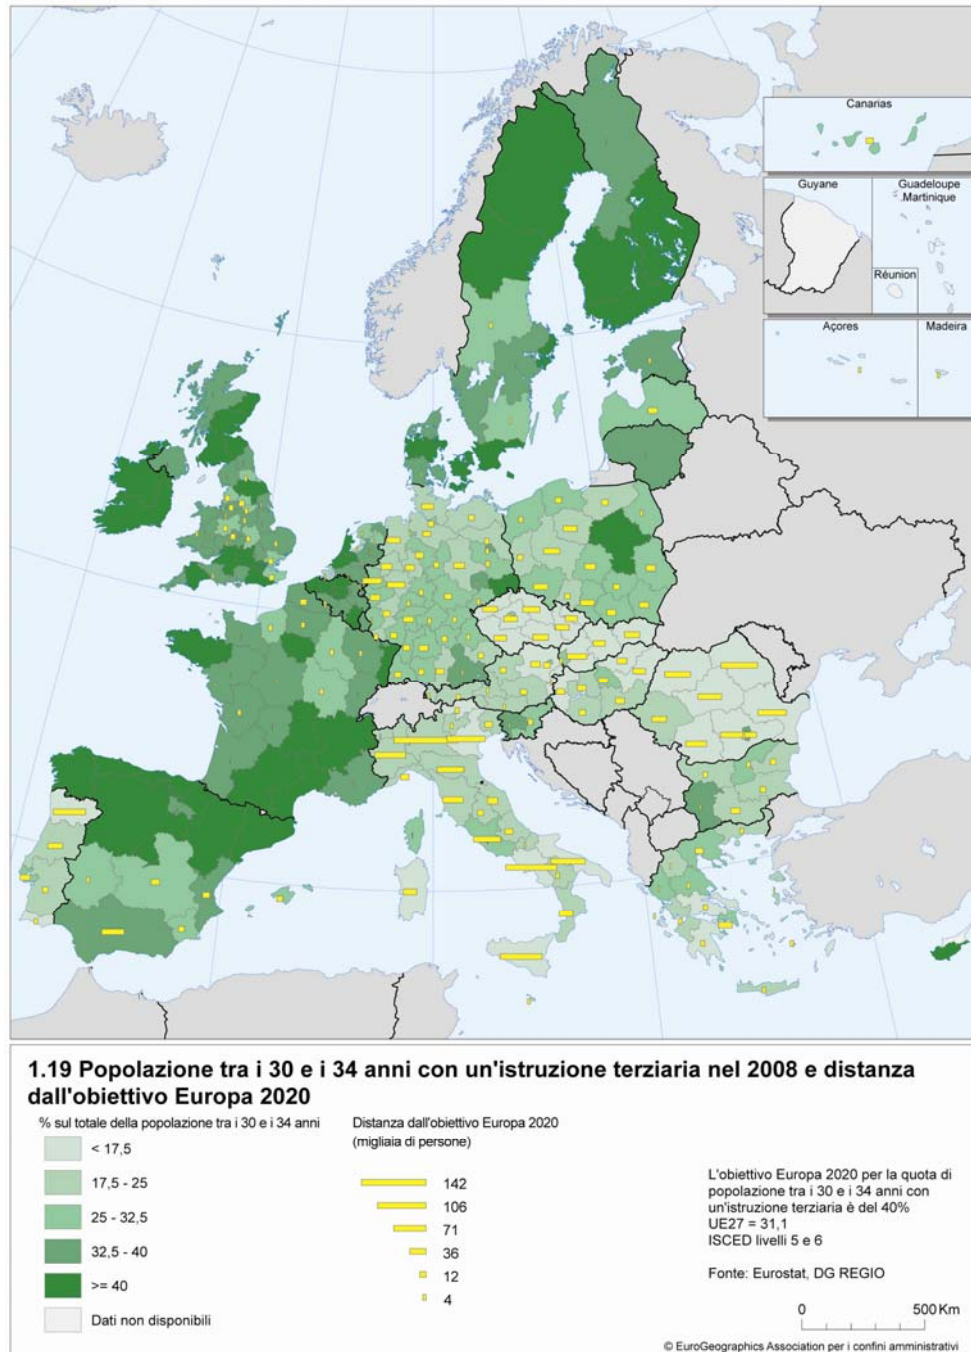 Canarias
Guyane
Guadeloupe
Martinique
Réunion
Açores
Madeira
1.19 Popolazione tra i 30 e i 34 anni con un'istruzione terziaria nel 2008 e distanza
dall'obiettivo Europa 2020
% sul totale della popolazione tra i 30 e i 34 anni
< 17,5
17,5 - 25
25 - 32,5
32,5 - 40
>= 40
Dati non disponibili
Distanza dall'obiettivo Europa 2020
(migliaia di persone)
142
106
71
36
12
4
L'obiettivo Europa 2020 per la quota di
popolazione tra i 30 e i 34 anni con
un'istruzione terziaria è del 40%
UE27 = 31,1
ISCED livelli 5 e 6
Fonte: Eurostat, DG REGIO
0 500 Km
© EuroGeographics Association per i confini amministrativi